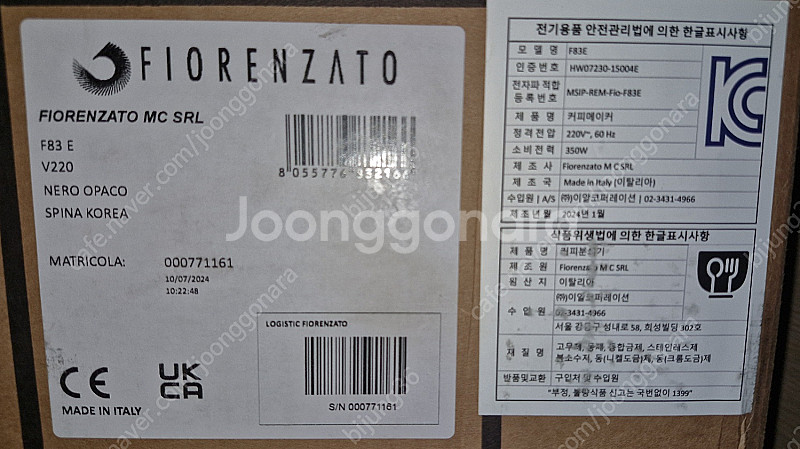 FIORENZATO
FIORENZATO MC SRL
F83 E
V220
NERO OPACO
SPINA KOREA
8 055776 332166
MATRICOLA: 000771161
10/07/2024
10:22:48
LOGISTIC FIORENZATO
S/N 000771161
CE
UK
CA
MADE IN ITALY
전기용품 안전관리법에 의한 한글표시사항
모 델 명 F83E
인증번호 HW07230-15004E
전자파 적합
등록번호 MSIP-REM-Fio-F83E
제 품 명 커피메이커
정격전압 220V~, 60 Hz
소비전력 350W
제 조 사 Fiorenzato M C SRL
제 조 국 Made in Italy (이탈리아)
수입원 | A/S ㈜이알코퍼레이션 | 02-3431-4966
제조년월 2024년 1월
식품위생법에 의한 한글표시사항
제 품 명 커피분쇄기
제 조 원 Fiorenzato M C SRL
원 산 지 이탈리아
수 입 원 ㈜이알코퍼레이션
02-3431-4966
서울 강동구 성내로 58, 희성빌딩 302호
재 질 명 고무제, 합금제, 스테인레스제
불소수지, 동(니켈도금)제, 동(크롬도금)제
반품및교환 구입처 및 수입원
"부정, 불량식품 신고는 국번없이 1399"
Joonggonara
cafe.naver.com/joonggonara